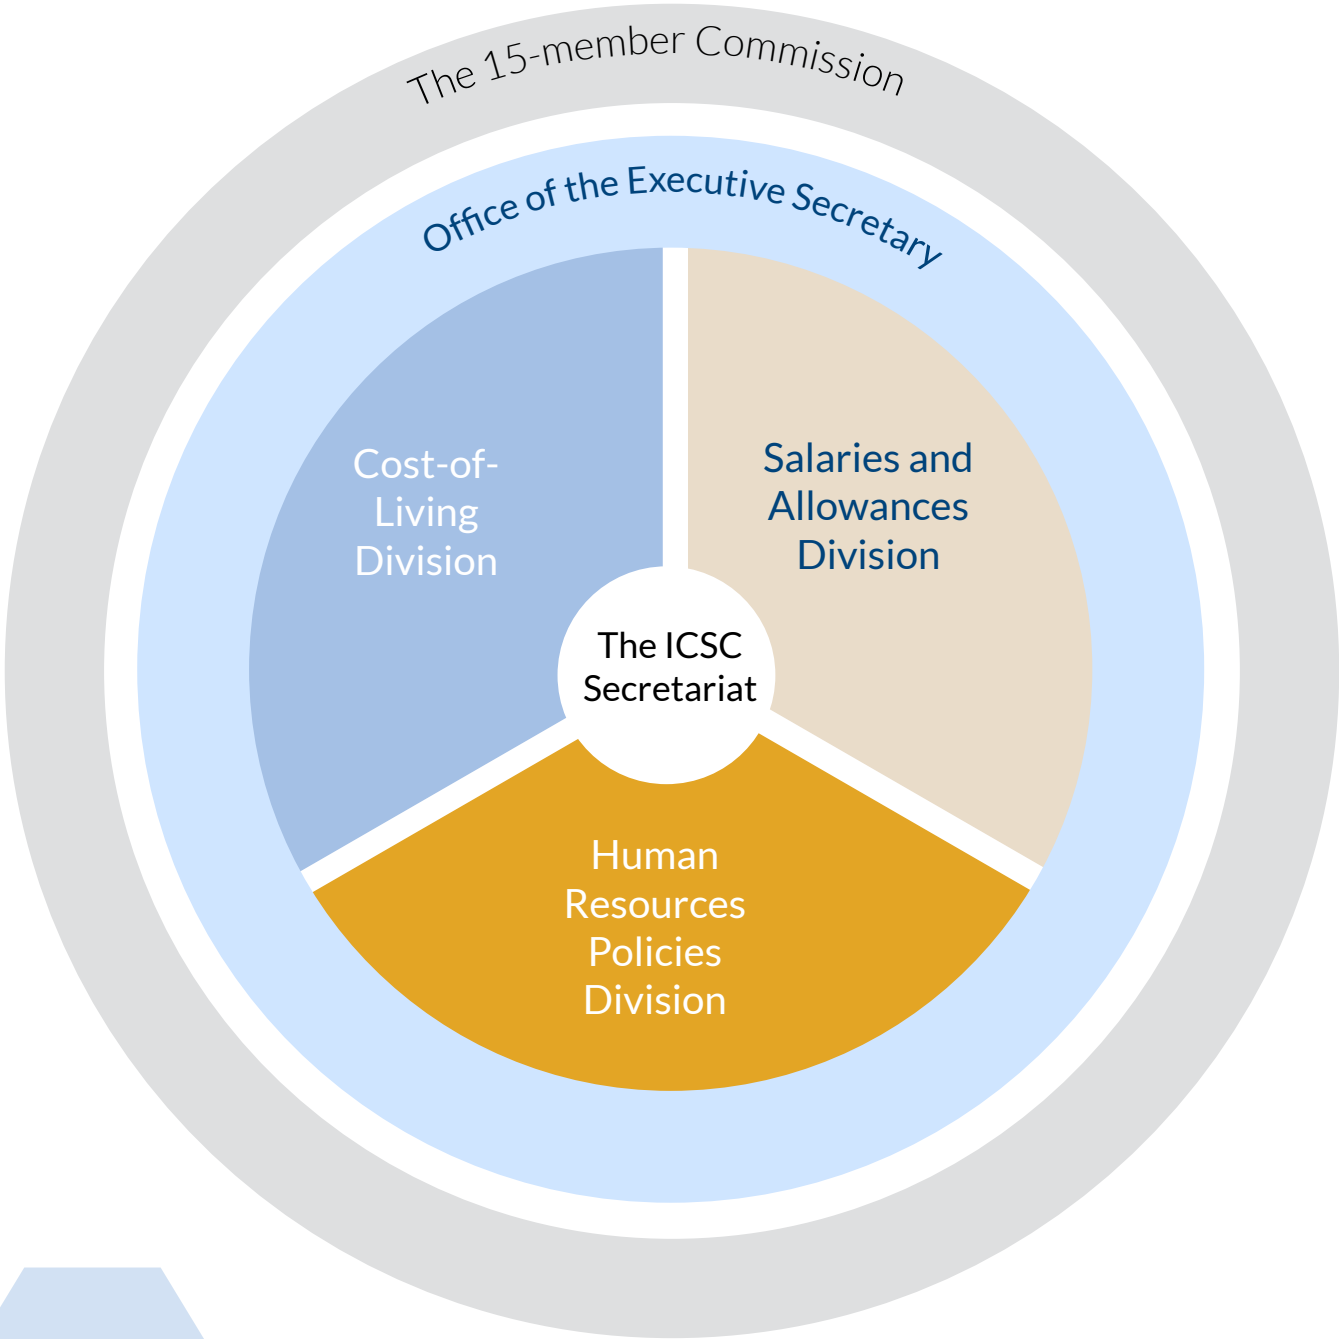 The 15-member Commission
Office of the Executive Secretary
Cost-of-
Living
Division
Salaries and
Allowances
Division
The ICSC
Secretariat
Human
Resources
Policies
Division